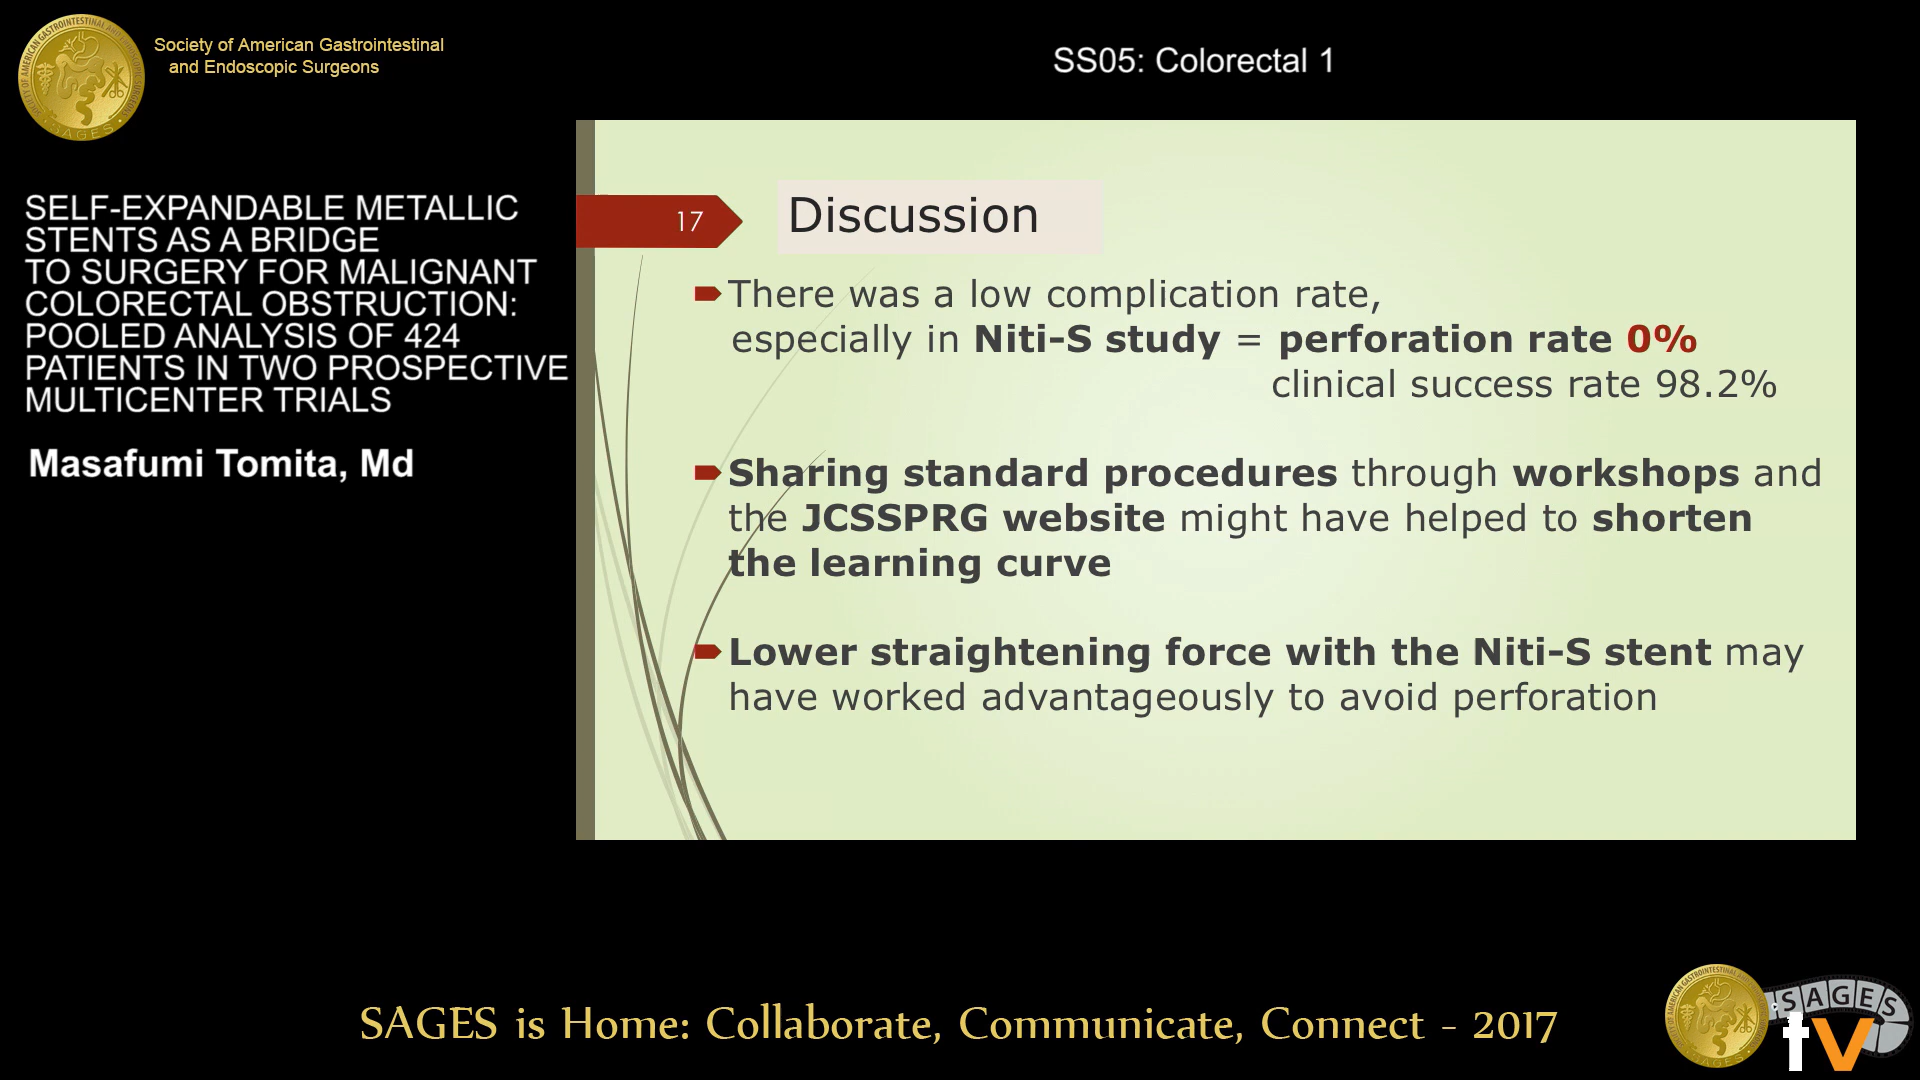 Society of American Gastrointestinal
and Endoscopic Surgeons
SS05: Colorectal 1
SELF-EXPANDABLE METALLIC
STENTS AS A BRIDGE
TO SURGERY FOR MALIGNANT
COLORECTAL OBSTRUCTION:
POOLED ANALYSIS OF 424
PATIENTS IN TWO PROSPECTIVE
MULTICENTER TRIALS
Masafumi Tomita, Md
17
Discussion
There was a low complication rate,
especially in Niti-S study = perforation rate 0%
clinical success rate 98.2%
Sharing standard procedures through workshops and
the JCSSPRG website might have helped to shorten
the learning curve
Lower straightening force with the Niti-S stent may
have worked advantageously to avoid perforation
SAGES is Home: Collaborate, Communicate, Connect - 2017
SAGES
tv